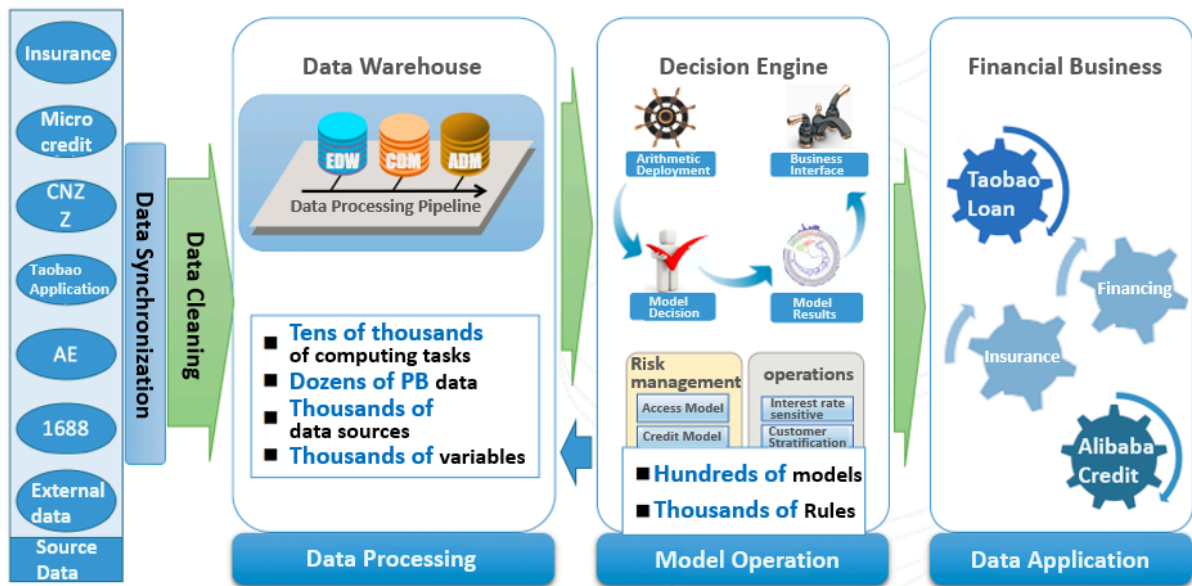 Insurance
Micro
credit
CNZ
Z
Taobao
Application
AE
1688
External
data
Source
Data
Data Synchronization
Data Cleaning
Data Warehouse
EDW
CDM
ADM
Data Processing Pipeline
Tens of thousands
of computing tasks
Dozens of PB data
Thousands of
data sources
Thousands of variables
Data Processing
Decision Engine
Arithmetic
Deployment
Business
Interface
Model
Decision
Model
Results
Risk
management
Access Model
Credit Model
operations
Interest rate
sensitive
Customer
Stratification
Hundreds of models
Thousands of Rules
Model Operation
Financial Business
Taobao
Loan
Financing
Insurance
Alibaba
Credit
Data Application